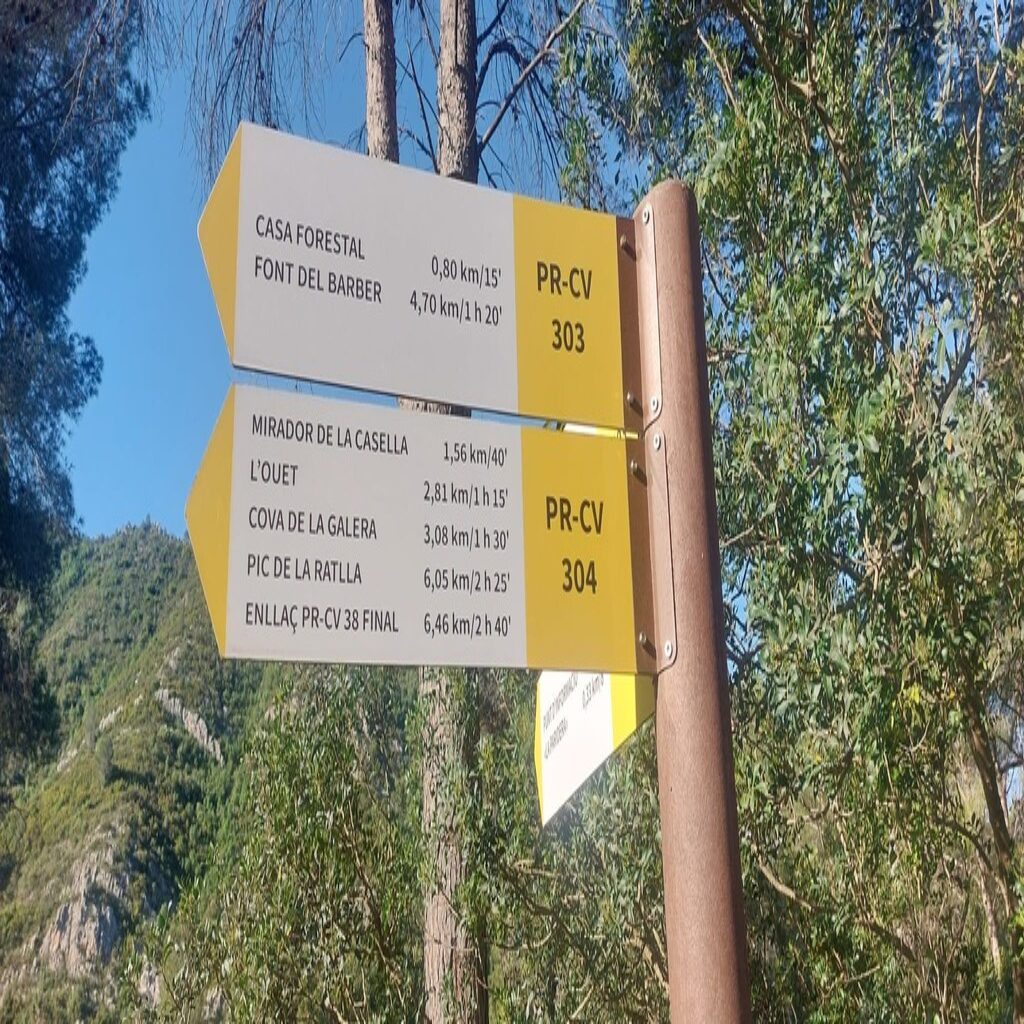 CASA FORESTAL 0,80 km/15'
FONT DEL BARBER 4,70 km/1 h 20'
PR-CV
303
MIRADOR DE LA CASELLA 1,56 km/40'
L'OUET 2,81 km/1 h 15'
COVA DE LA GALERA 3,08 km/1 h 30'
PIC DE LA RATLLA 6,05 km/2 h 25'
ENLLAÇ PR-CV 38 FINAL 6,46 km/2 h 40'
PR-CV
304